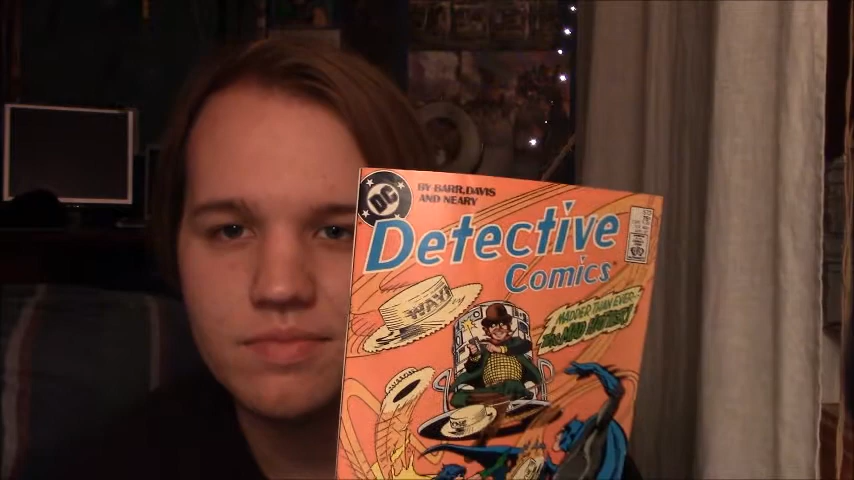 DC
BY BARR, DAVIS
AND NEARY
Detective
Comics
WAY!
MADDER THAN EVER-
THE MAD HATTER!